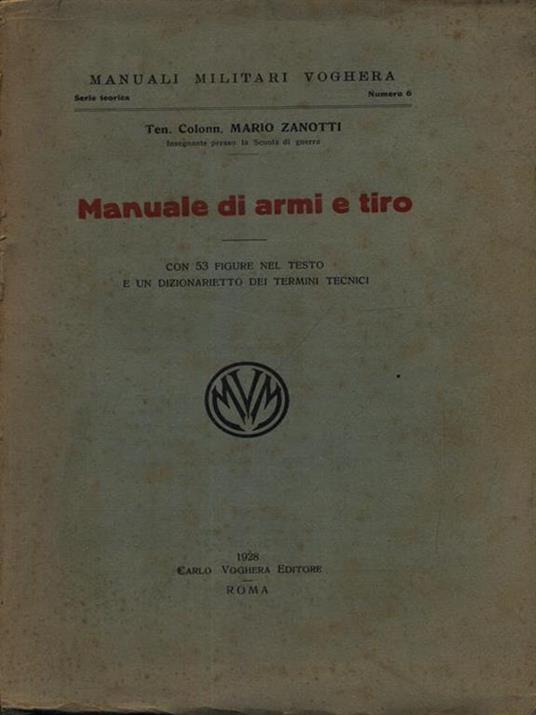 MANUALI MILITARI VOGHERA
Serie teorica Numero 6
Ten. Colonn. MARIO ZANOTTI
Insegnante presso la Scuola di guerra
Manuale di armi e tiro
CON 53 FIGURE NEL TESTO
E UN DIZIONARIETTO DEI TERMINI TECNICI
MVM
1928
CARLO VOGHERA EDITORE
ROMA